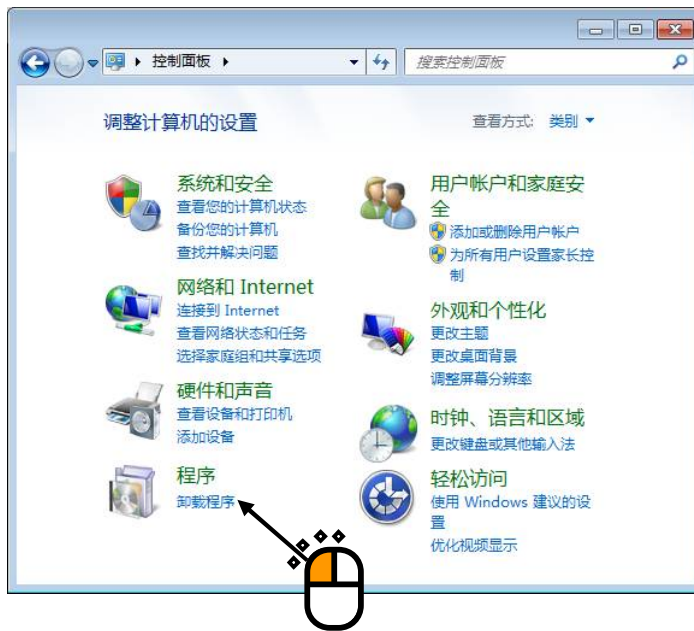 控制面板
搜索控制面板
调整计算机的设置
查看方式: 类别
系统和安全
查看您的计算机状态
备份您的计算机
查找并解决问题
网络和 Internet
连接到 Internet
查看网络状态和任务
选择家庭组和共享选项
硬件和声音
查看设备和打印机
添加设备
程序
卸载程序
用户帐户和家庭安
全
添加或删除用户帐户
为所有用户设置家长控
制
外观和个性化
更改主题
更改桌面背景
调整屏幕分辨率
时钟、语言和区域
更改键盘或其他输入法
轻松访问
使用 Windows 建议的设
置
优化视频显示